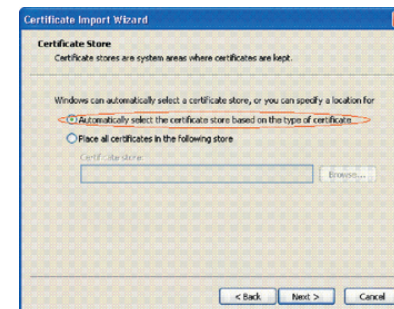 Certificate Import Wizard
Certificate Store
Certificate stores are system areas where certificates are kept.
Windows can automatically select a certificate store, or you can specify a location for
Automatically select the certificate store based on the type of certificate
Place all certificates in the following store
Certificate store:
Browse...
< Back Next > Cancel